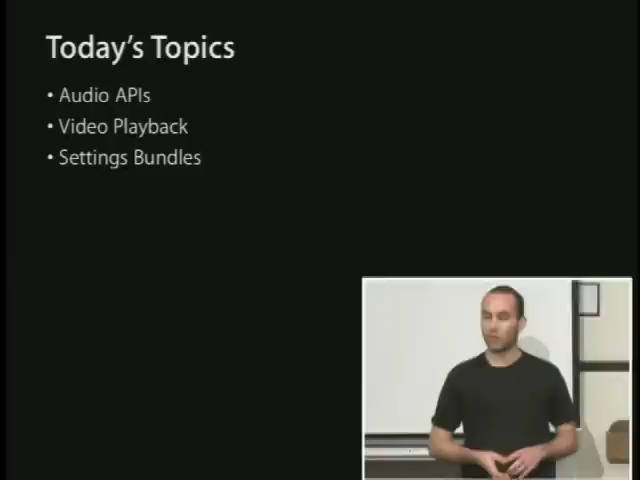 Today's Topics
• Audio APIs
• Video Playback
• Settings Bundles